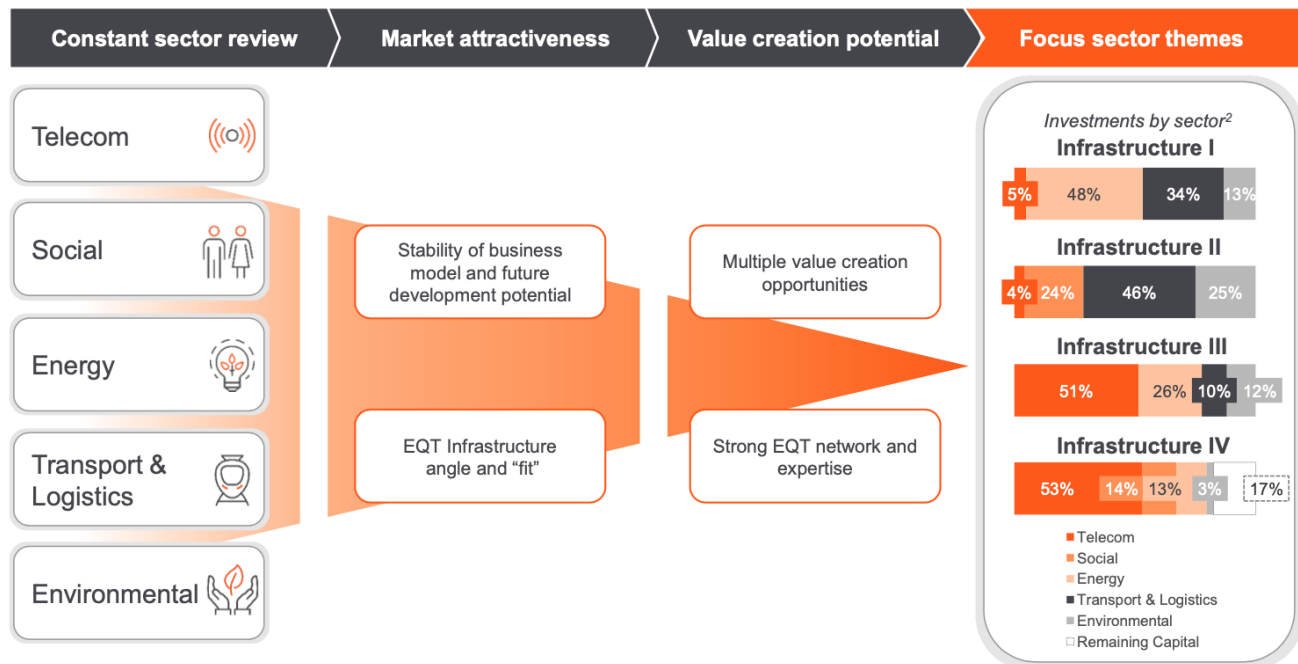 Constant sector review
Market attractiveness
Value creation potential
Focus sector themes
Telecom
Social
Energy
Transport &
Logistics
Environmental
Stability of business
model and future
development potential
EQT Infrastructure
angle and “fit”
Multiple value creation
opportunities
Strong EQT network and
expertise
Investments by sector2
Infrastructure I
5% 48% 34% 13%
Infrastructure II
4% 24% 46% 25%
Infrastructure III
51% 26% 10% 12%
Infrastructure IV
53% 14% 13% 3% 17%
Telecom
Social
Energy
Transport & Logistics
Environmental
Remaining Capital